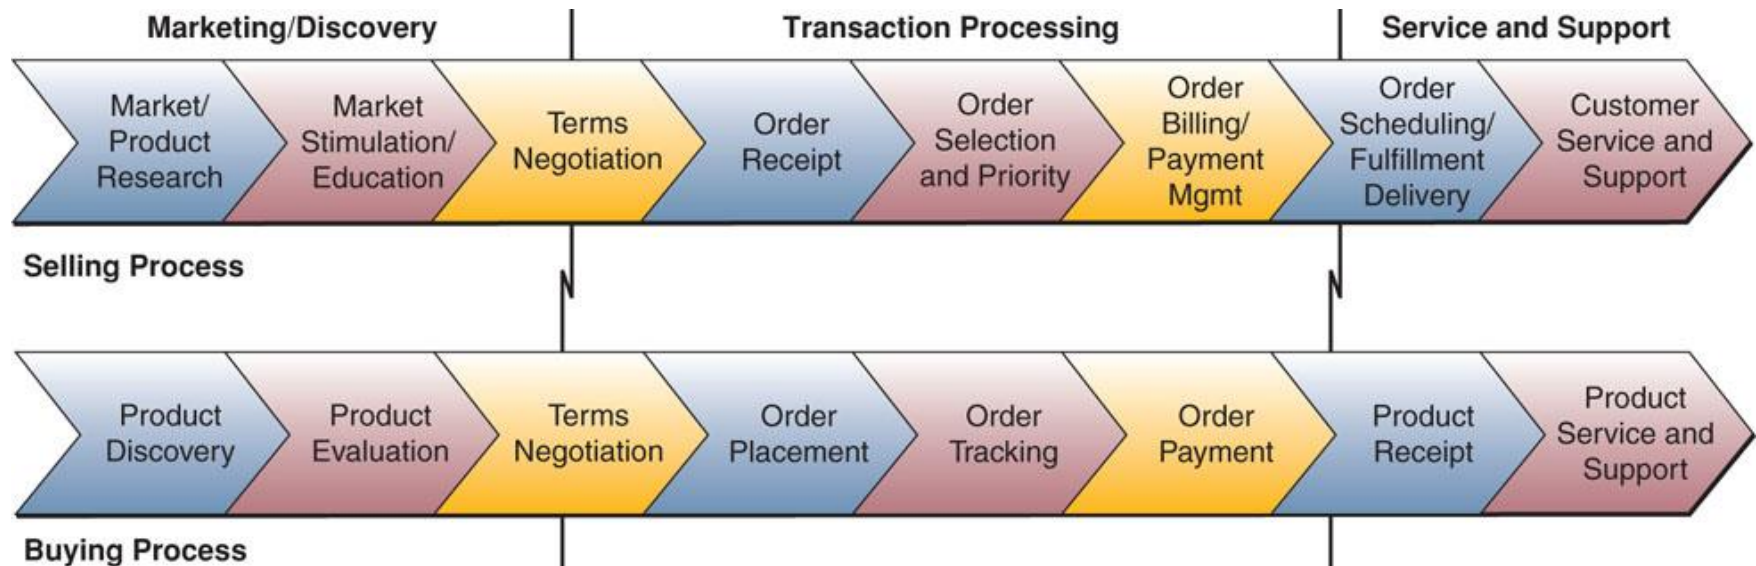 Marketing/Discovery
Transaction Processing
Service and Support
Market/
Product
Research
Market
Stimulation/
Education
Terms
Negotiation
Order
Receipt
Order
Selection
and Priority
Order
Billing/
Payment
Mgmt
Order
Scheduling/
Fulfillment
Delivery
Customer
Service and
Support
Selling Process
Product
Discovery
Product
Evaluation
Terms
Negotiation
Order
Placement
Order
Tracking
Order
Payment
Product
Receipt
Product
Service and
Support
Buying Process